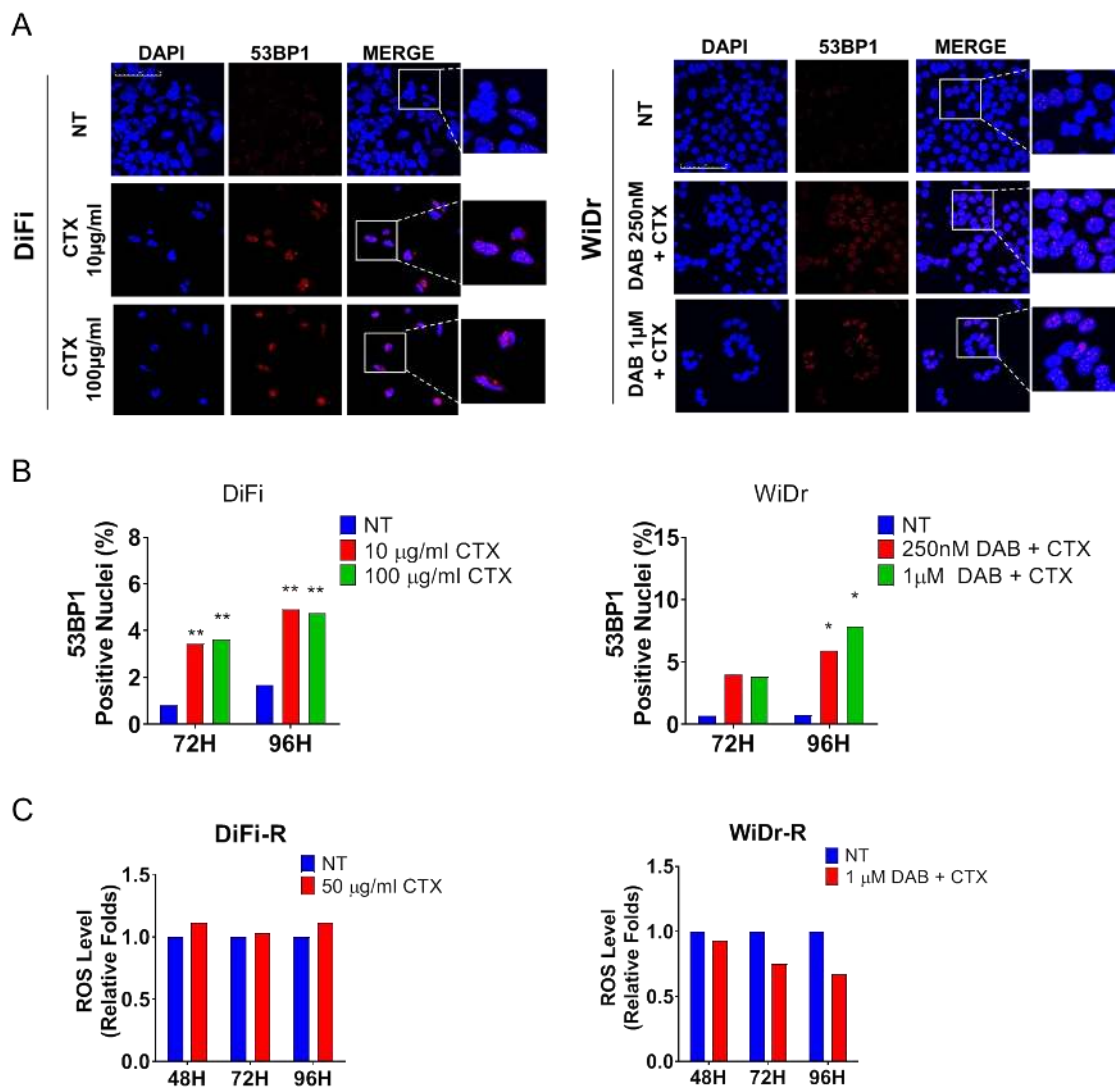 A
DAPI 53BP1 MERGE
DiFi
NT
CTX
10µg/ml
CTX
100µg/ml
DAPI 53BP1 MERGE
WiDr
NT
DAB 250nM
+ CTX
DAB 1µM
+ CTX
B
DiFi
NT
10 µg/ml CTX
100 µg/ml CTX
53BP1
Positive Nuclei (%)
8
6
4
2
0
** ** ** **
72H 96H
WiDr
NT
250nM DAB + CTX
1µM DAB + CTX
53BP1
Positive Nuclei (%)
15
10
5
0
* *
72H 96H
C
DiFi-R
NT
50 µg/ml CTX
ROS Level
(Relative Folds)
1.5
1.0
0.5
0.0
48H 72H 96H
WiDr-R
NT
1 µM DAB + CTX
ROS Level
(Relative Folds)
1.5
1.0
0.5
0.0
48H 72H 96H